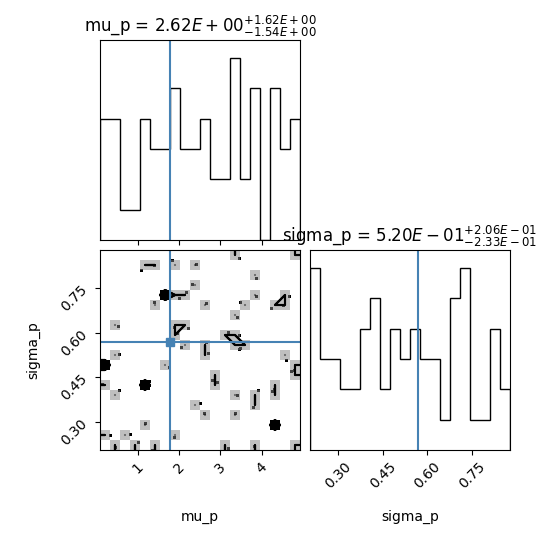 mu_p = 2.62E + 00+1.62E+00−1.54E+00
sigma_p = 5.20E − 01+2.06E−01−2.33E−01
sigma_p
0.75
0.60
0.45
0.30
1 2 3 4
0.30 0.45 0.60 0.75
mu_p
sigma_p